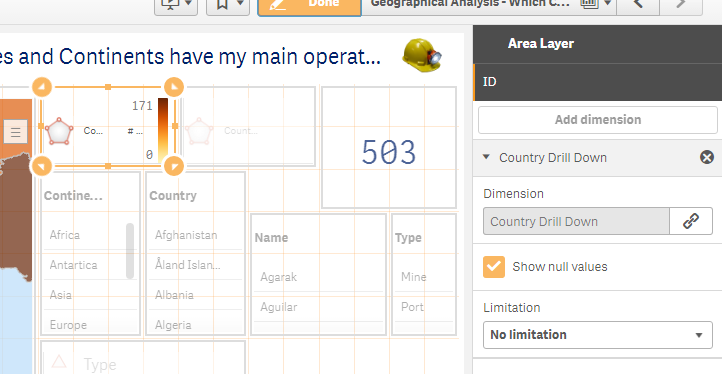 Done
Geographical Analysis - Which C...
es and Continents have my main operat...
171
Co...
# ...
0
Count...
503
Contine...
Africa
Antartica
Asia
Europe
Country
Afghanistan
Åland Islan...
Albania
Algeria
Name
Agarak
Aguilar
Type
Mine
Port
Type
Area Layer
ID
Add dimension
Country Drill Down
Dimension
Country Drill Down
Show null values
Limitation
No limitation